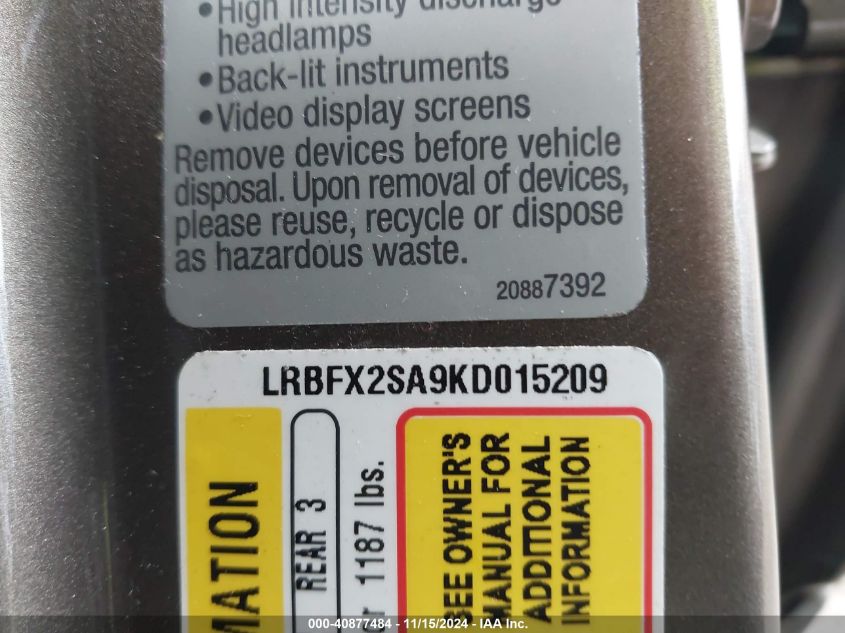 •High intensity discharge
headlamps
•Back-lit instruments
•Video display screens
Remove devices before vehicle
disposal. Upon removal of devices,
please reuse, recycle or dispose
as hazardous waste.
20887392
LRBFX2SA9KD015209
MATION
REAR 3
or 1187 lbs.
SEE OWNER'S
MANUAL FOR
ADDITIONAL
INFORMATION
000-40877484 - 11/15/2024 - IAA Inc.